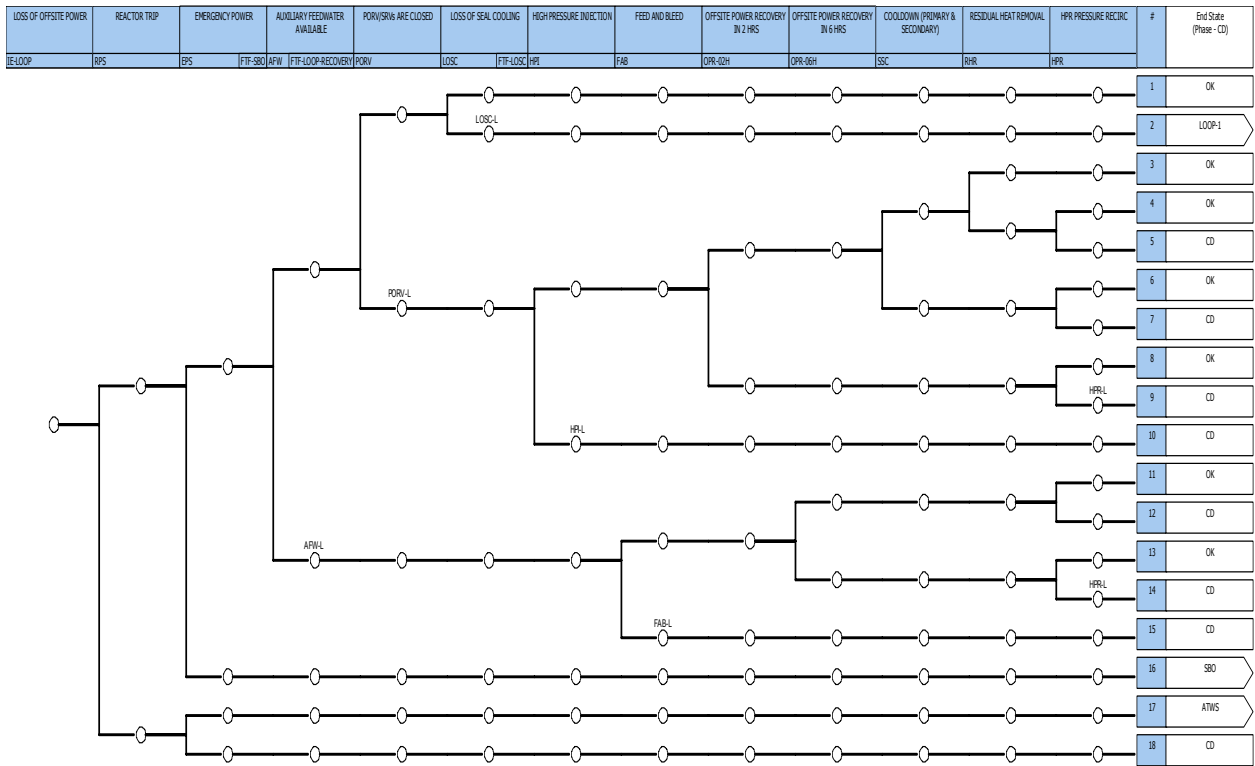 LOSS OF OFFSITE POWER
REACTOR TRIP
EMERGENCY POWER
AUXILIARY FEEDWATER
AVAILABLE
PORV/SRVs ARE CLOSED
LOSS OF SEAL COOLING
HIGH PRESSURE INJECTION
FEED AND BLEED
OFFSITE POWER RECOVERY
IN 2 HRS
OFFSITE POWER RECOVERY
IN 6 HRS
COOLDOWN (PRIMARY &
SECONDARY)
RESIDUAL HEAT REMOVAL
HPR PRESSURE RECIRC
#
End State
(Phase - CD)
IE-LOOP
RPS
EPS
FTF-SBO
AFW
FTF-LOOP-RECOVERY
PORV
LOSC
FTF-LOSC
HPI
FAB
OPR-02H
OPR-06H
SSC
RHR
HPR
1
OK
LOSC-L
2
LOOP-1
3
OK
4
OK
5
CD
6
OK
PORV-L
7
CD
8
OK
HPR-L
9
CD
HPI-L
10
CD
11
OK
12
CD
AFW-L
13
OK
HPR-L
14
CD
FAB-L
15
CD
16
SBO
17
ATWS
18
CD